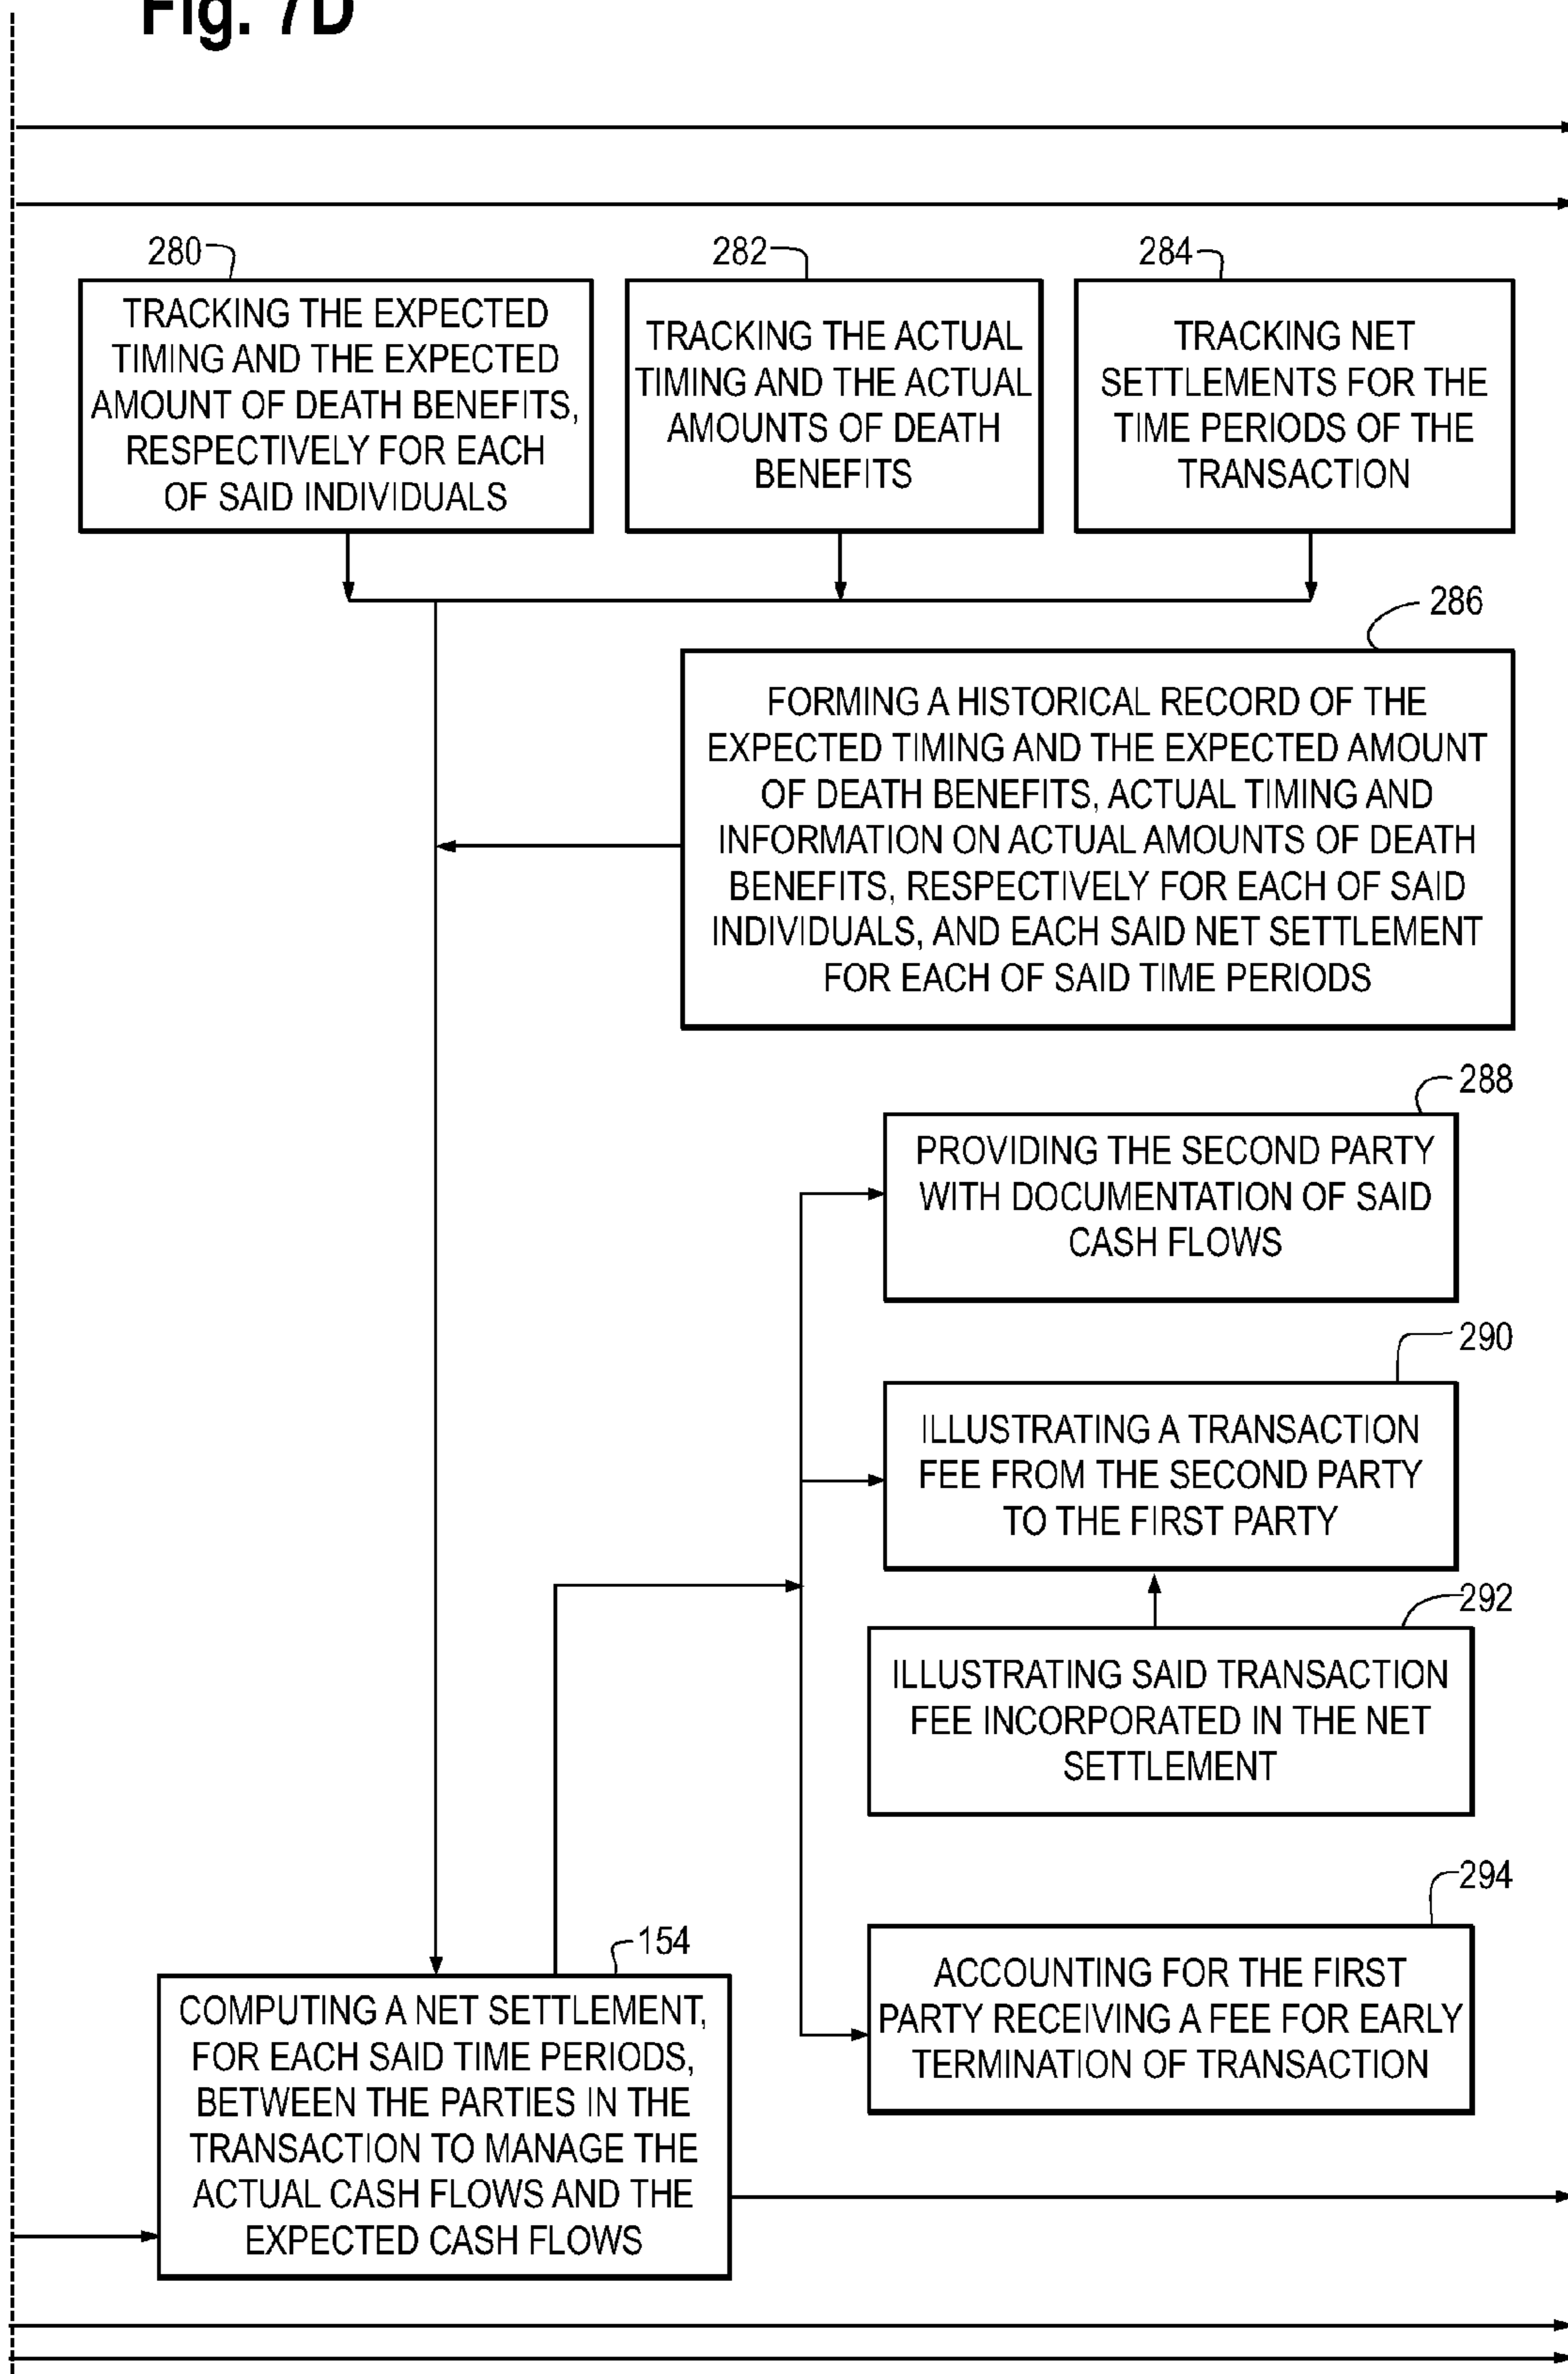 Fig. 7D
280
282
284
TRACKING THE EXPECTED
TIMING AND THE EXPECTED
AMOUNT OF DEATH BENEFITS,
RESPECTIVELY FOR EACH
OF SAID INDIVIDUALS
TRACKING THE ACTUAL
TIMING AND THE ACTUAL
AMOUNTS OF DEATH
BENEFITS
TRACKING NET
SETTLEMENTS FOR THE
TIME PERIODS OF THE
TRANSACTION
286
FORMING A HISTORICAL RECORD OF THE
EXPECTED TIMING AND THE EXPECTED AMOUNT
OF DEATH BENEFITS, ACTUAL TIMING AND
INFORMATION ON ACTUAL AMOUNTS OF DEATH
BENEFITS, RESPECTIVELY FOR EACH OF SAID
INDIVIDUALS, AND EACH SAID NET SETTLEMENT
FOR EACH OF SAID TIME PERIODS
288
PROVIDING THE SECOND PARTY
WITH DOCUMENTATION OF SAID
CASH FLOWS
290
ILLUSTRATING A TRANSACTION
FEE FROM THE SECOND PARTY
TO THE FIRST PARTY
292
ILLUSTRATING SAID TRANSACTION
FEE INCORPORATED IN THE NET
SETTLEMENT
294
ACCOUNTING FOR THE FIRST
PARTY RECEIVING A FEE FOR EARLY
TERMINATION OF TRANSACTION
154
COMPUTING A NET SETTLEMENT,
FOR EACH SAID TIME PERIODS,
BETWEEN THE PARTIES IN THE
TRANSACTION TO MANAGE THE
ACTUAL CASH FLOWS AND THE
EXPECTED CASH FLOWS